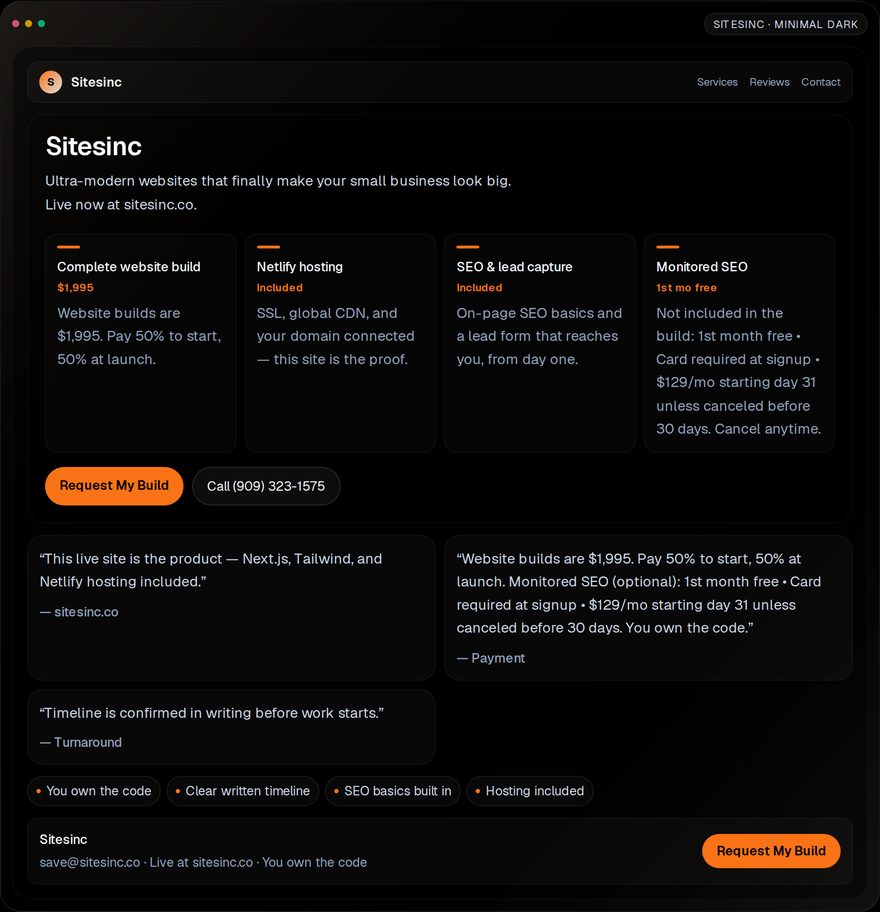 SITESINC · MINIMAL DARK
S
Sitesinc
Services Reviews Contact
Sitesinc
Ultra-modern websites that finally make your small business look big.
Live now at sitesinc.co.
Complete website build
$1,995
Website builds are
$1,995. Pay 50% to start,
50% at launch.
Netlify hosting
Included
SSL, global CDN, and
your domain connected
— this site is the proof.
SEO & lead capture
Included
On-page SEO basics and
a lead form that reaches
you, from day one.
Monitored SEO
1st mo free
Not included in the
build: 1st month free •
Card required at signup •
$129/mo starting day 31
unless canceled before
30 days. Cancel anytime.
Request My Build
Call (909) 323-1575
“This live site is the product — Next.js, Tailwind, and
Netlify hosting included.”
— sitesinc.co
“Website builds are $1,995. Pay 50% to start, 50% at
launch. Monitored SEO (optional): 1st month free • Card
required at signup • $129/mo starting day 31 unless
canceled before 30 days. You own the code.”
— Payment
“Timeline is confirmed in writing before work starts.”
— Turnaround
• You own the code
• Clear written timeline
• SEO basics built in
• Hosting included
Sitesinc
save@sitesinc.co · Live at sitesinc.co · You own the code
Request My Build